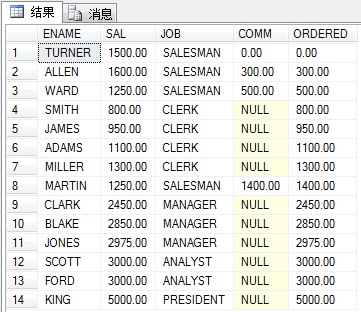 结果 消息
ENAME SAL JOB COMM ORDERED
1 TURNER 1500.00 SALESMAN 0.00 0.00
2 ALLEN 1600.00 SALESMAN 300.00 300.00
3 WARD 1250.00 SALESMAN 500.00 500.00
4 SMITH 800.00 CLERK NULL 800.00
5 JAMES 950.00 CLERK NULL 950.00
6 ADAMS 1100.00 CLERK NULL 1100.00
7 MILLER 1300.00 CLERK NULL 1300.00
8 MARTIN 1250.00 SALESMAN 1400.00 1400.00
9 CLARK 2450.00 MANAGER NULL 2450.00
10 BLAKE 2850.00 MANAGER NULL 2850.00
11 JONES 2975.00 MANAGER NULL 2975.00
12 SCOTT 3000.00 ANALYST NULL 3000.00
13 FORD 3000.00 ANALYST NULL 3000.00
14 KING 5000.00 PRESIDENT NULL 5000.00